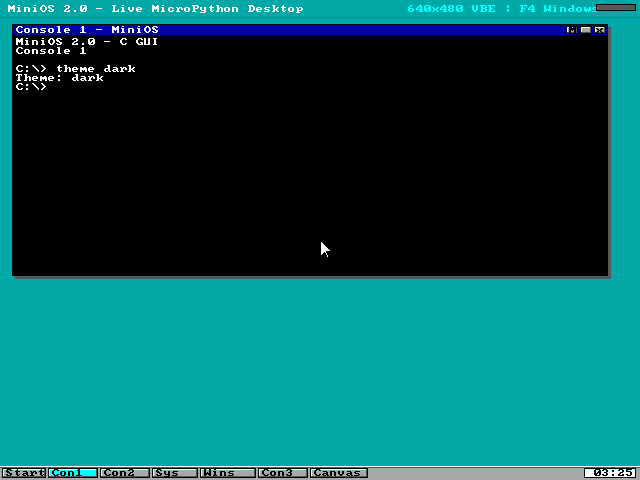 MiniOS 2.0 - Live MicroPython Desktop
640x480 VBE | F4 Windows
Console 1 - MiniOS
M
x
MiniOS 2.0 - C GUI
Console 1
C:\> theme dark
Theme: dark
C:\>
Start
Con1
Con2
Sys
Wins
Con3
Canvas
03:25